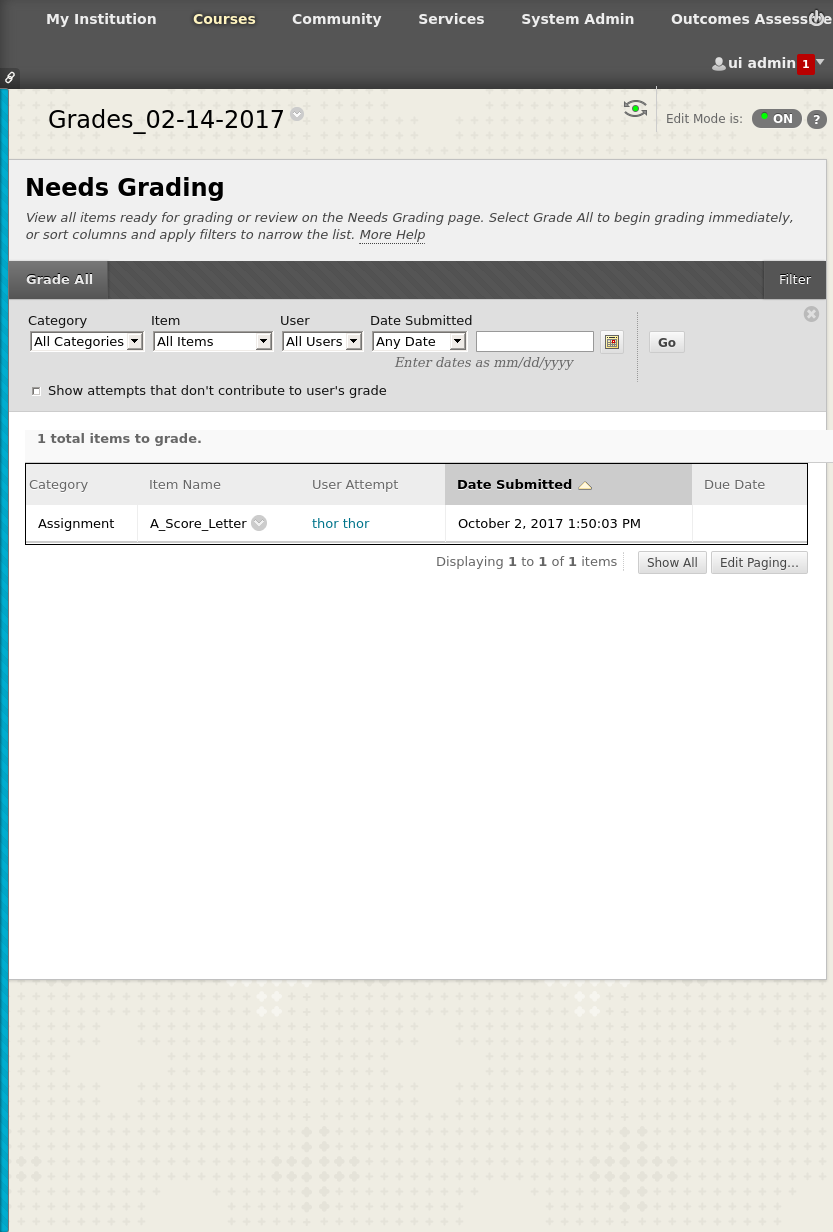 My Institution Courses Community Services System Admin Outcomes Assessme
ui admin 1
Grades_02-14-2017
Edit Mode is: ON ?
Needs Grading
View all items ready for grading or review on the Needs Grading page. Select Grade All to begin grading immediately,
or sort columns and apply filters to narrow the list. More Help
Grade All Filter
Category Item User Date Submitted
All Categories All Items All Users Any Date Go
Enter dates as mm/dd/yyyy
Show attempts that don't contribute to user's grade
1 total items to grade.
Category Item Name User Attempt Date Submitted Due Date
Assignment A_Score_Letter thor thor October 2, 2017 1:50:03 PM
Displaying 1 to 1 of 1 items Show All Edit Paging...